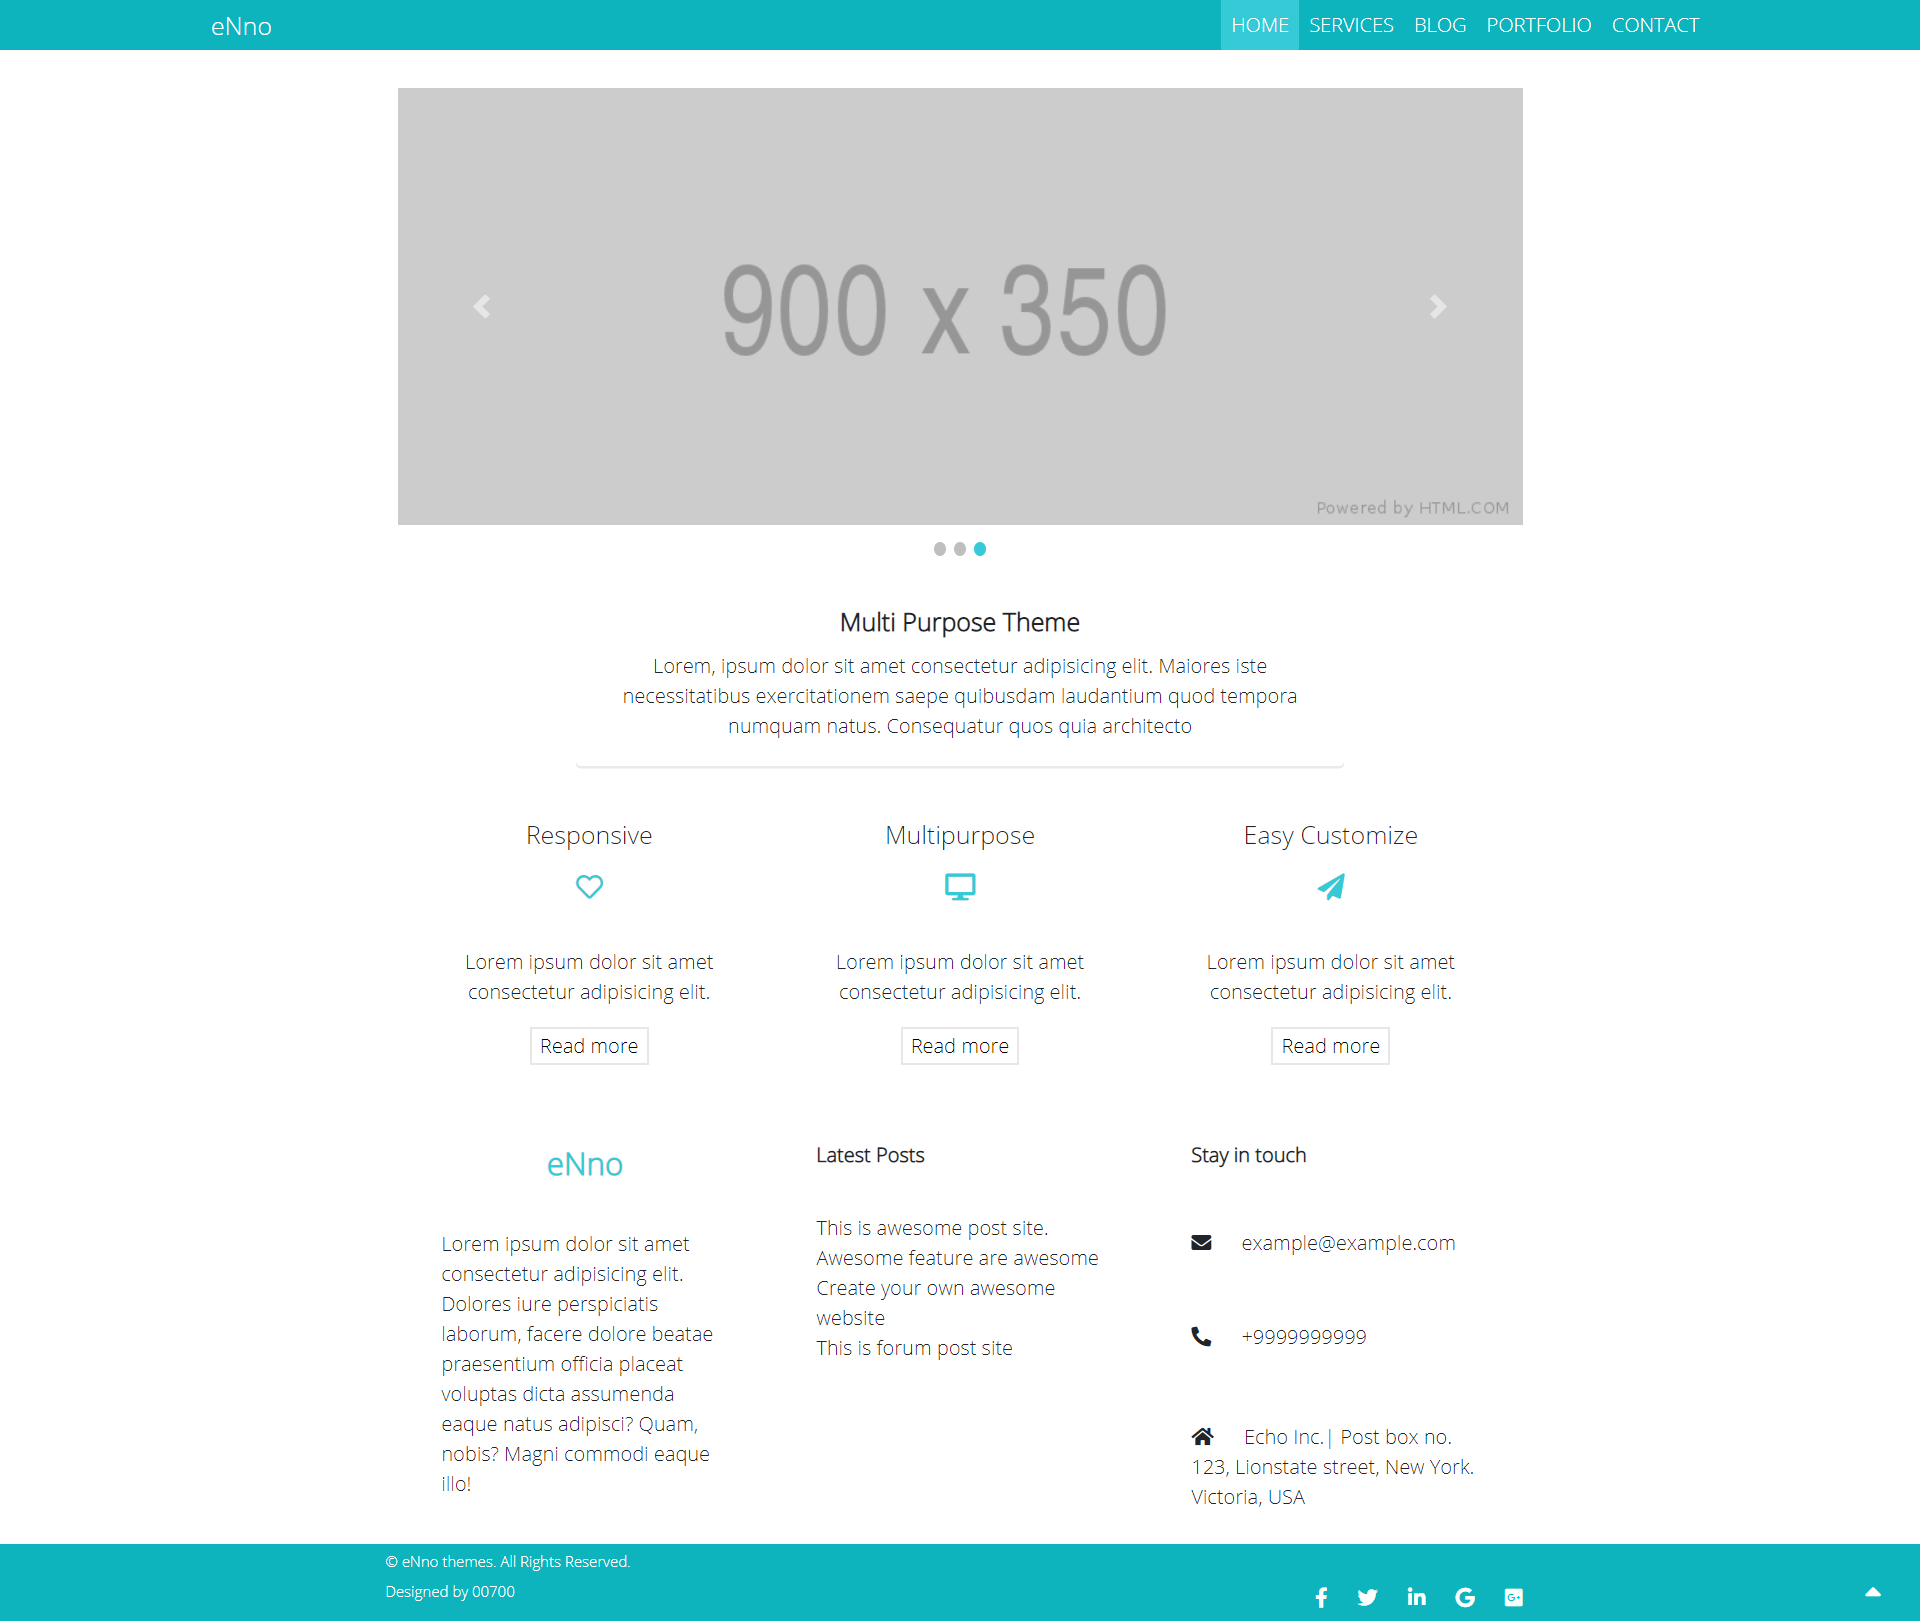 eNno
HOME SERVICES BLOG PORTFOLIO CONTACT
900 x 350
Powered by HTML.COM
Multi Purpose Theme
Lorem, ipsum dolor sit amet consectetur adipisicing elit. Maiores iste
necessitatibus exercitationem saepe quibusdam laudantium quod tempora
numquam natus. Consequatur quos quia architecto
Responsive
Lorem ipsum dolor sit amet
consectetur adipisicing elit.
Read more
Multipurpose
Lorem ipsum dolor sit amet
consectetur adipisicing elit.
Read more
Easy Customize
Lorem ipsum dolor sit amet
consectetur adipisicing elit.
Read more
eNno
Lorem ipsum dolor sit amet
consectetur adipisicing elit.
Dolores iure perspiciatis
laborum, facere dolore beatae
praesentium officia placeat
voluptas dicta assumenda
eaque natus adipisci? Quam,
nobis? Magni commodi eaque
illo!
Latest Posts
This is awesome post site.
Awesome feature are awesome
Create your own awesome
website
This is forum post site
Stay in touch
example@example.com
+9999999999
Echo Inc.| Post box no.
123, Lionstate street, New York.
Victoria, USA
© eNno themes. All Rights Reserved.
Designed by 00700